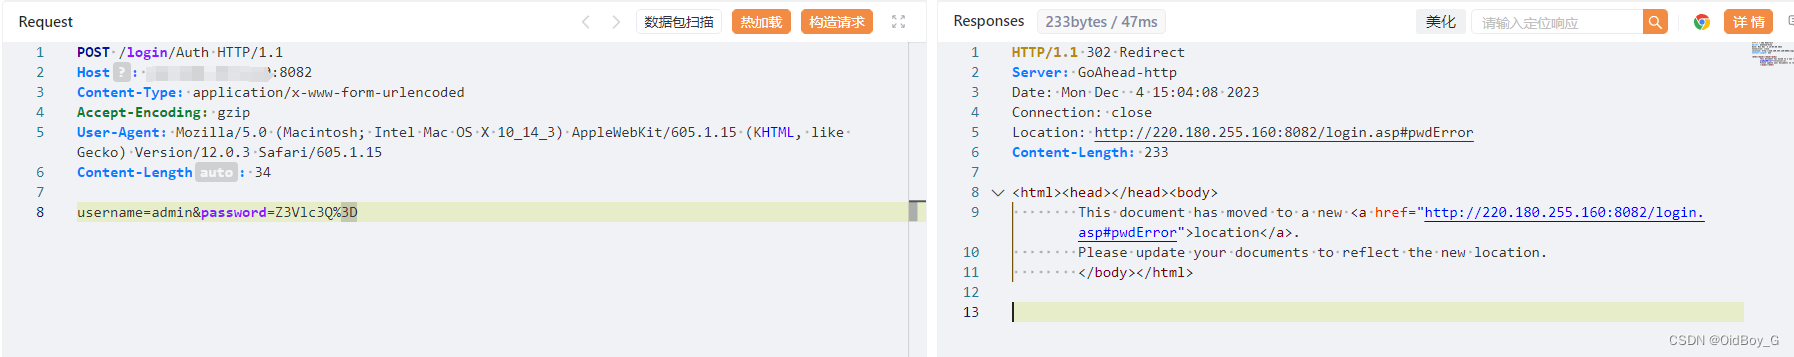 Request
数据包扫描
热加载
构造请求
1 POST /login/Auth HTTP/1.1
2 Host ? : :8082
3 Content-Type: application/x-www-form-urlencoded
4 Accept-Encoding: gzip
5 User-Agent: Mozilla/5.0 (Macintosh; Intel Mac OS X 10_14_3) AppleWebKit/605.1.15 (KHTML, like
Gecko) Version/12.0.3 Safari/605.1.15
6 Content-Length auto : 34
7
8 username=admin&password=Z3Vlc3Q%3D
Responses 233bytes / 47ms
美化
请输入定位响应
详情
1 HTTP/1.1 302 Redirect
2 Server: GoAhead-http
3 Date: Mon Dec  4 15:04:08 2023
4 Connection: close
5 Location: http://220.180.255.160:8082/login.asp#pwdError
6 Content-Length: 233
7
8 <html><head></head><body>
9 This document has moved to a new <a href="http://220.180.255.160:8082/login.
asp#pwdError">location</a>.
10 Please update your documents to reflect the new location.
11 </body></html>
12
13
CSDN @OidBoy_G